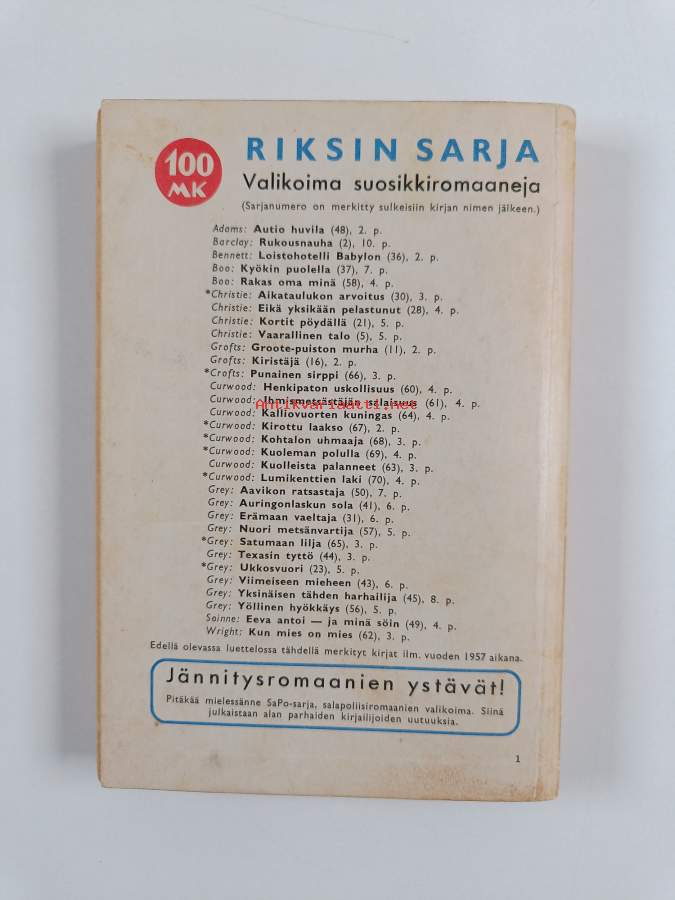 100 MK
RIKSIN SARJA
Valikoima suosikkiromaaneja
(Sarjanumero on merkitty sulkeisiin kirjan nimen jälkeen.)
Adams: Autio huvila (48), 2. p.
Barclay: Rukousnauha (2), 10. p.
Bennett: Loistohotelli Babylon (36), 2. p.
Boo: Kyökin puolella (37), 7. p.
Boo: Rakas oma minä (58), 4. p.
*Christie: Aikataulukon arvoitus (30), 3. p.
Christie: Eikä yksikään pelastunut (28), 4. p.
Christie: Kortit pöydällä (21), 5. p.
Christie: Vaarallinen talo (5), 5. p.
Grofts: Groote-puiston murha (11), 2. p.
Grofts: Kiristäjä (16), 2. p.
*Crofts: Punainen sirppi (66), 3. p.
Curwood: Henkipaton uskollisuus (60), 4. p.
Curwood: Ihmismetsästäjän salaisuus (61), 4. p.
Antikvariaatti.net
Curwood: Kalliovuorten kuningas (64), 4. p.
*Curwood: Kirottu laakso (67), 2. p.
*Curwood: Kohtalon uhmaaja (68), 3. p.
*Curwood: Kuoleman polulla (69), 4. p.
Curwood: Kuolleista palanneet (63), 3. p.
*Curwood: Lumikenttien laki (70), 4. p.
Grey: Aavikon ratsastaja (50), 7. p.
Grey: Auringonlaskun sola (41), 6. p.
Grey: Erämaan vaeltaja (31), 6. p.
Grey: Nuori metsänvartija (57), 5. p.
*Grey: Satumaan lilja (65), 3. p.
Grey: Texasin tyttö (44), 3. p.
*Grey: Ukkosvuori (23), 5. p.
Grey: Viimeiseen mieheen (43), 6. p.
Grey: Yksinäisen tähden harhailija (45), 8. p.
Grey: Yöllinen hyökkäys (56), 5. p.
Soinne: Eeva antoi — ja minä söin (49), 4. p.
Wright: Kun mies on mies (62), 3. p.
Edellä olevassa luettelossa tähdellä merkityt kirjat ilm. vuoden 1957 aikana.
Jännitysromaanien ystävät!
Pitäkää mielessänne SaPo-sarja, salapoliisiromaanien valikoima. Siinä
julkaistaan alan parhaiden kirjailijoiden uutuuksia.
1